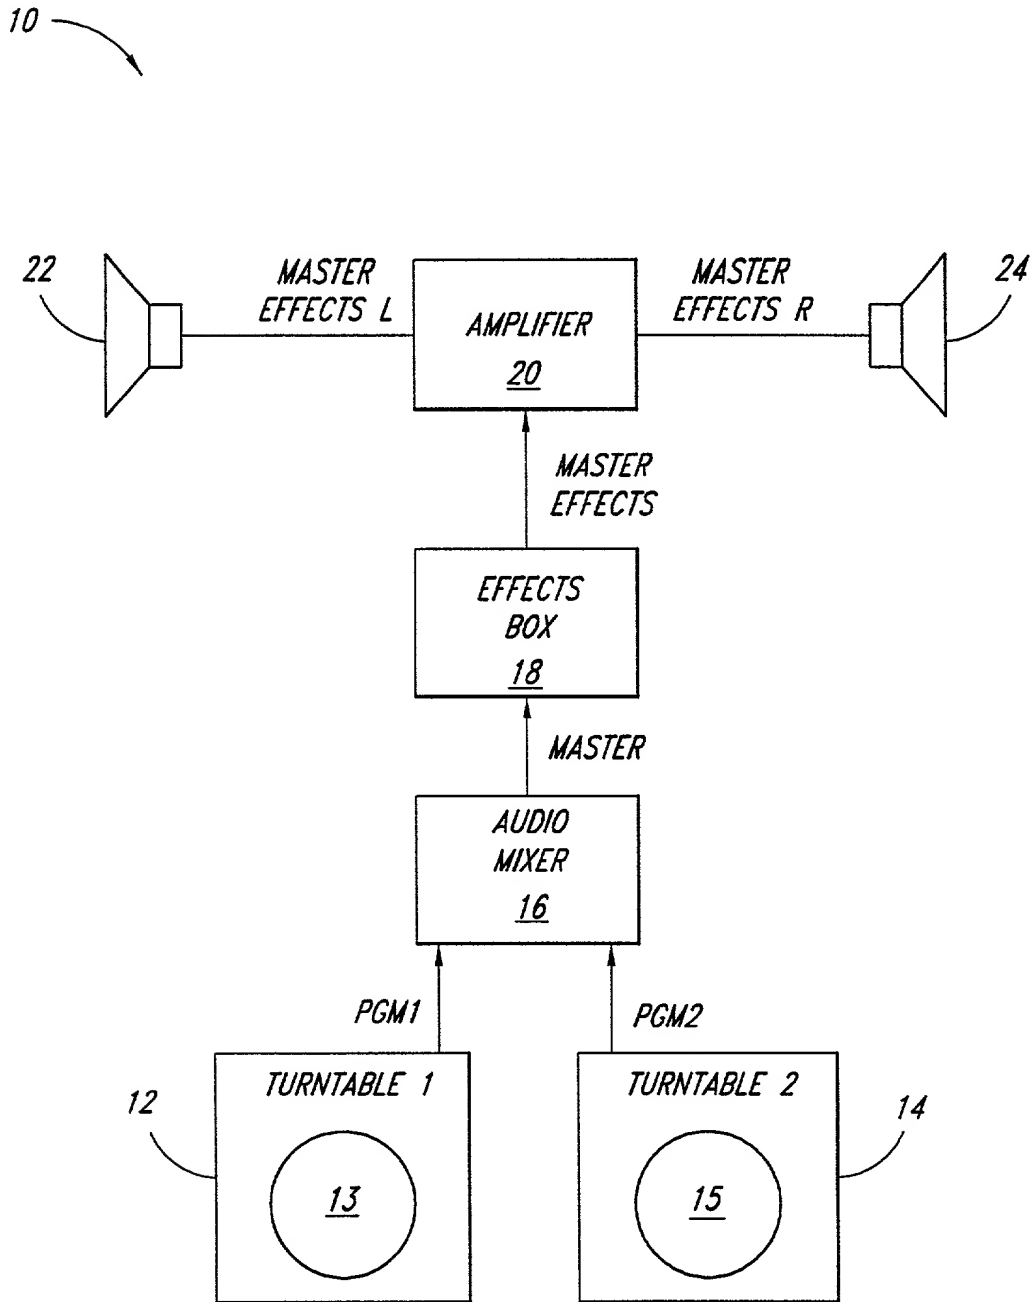 10
22
MASTER
EFFECTS L
AMPLIFIER
20
MASTER
EFFECTS R
24
MASTER
EFFECTS
EFFECTS
BOX
18
MASTER
AUDIO
MIXER
16
PGM1
PGM2
12
TURNTABLE 1
13
TURNTABLE 2
15
14